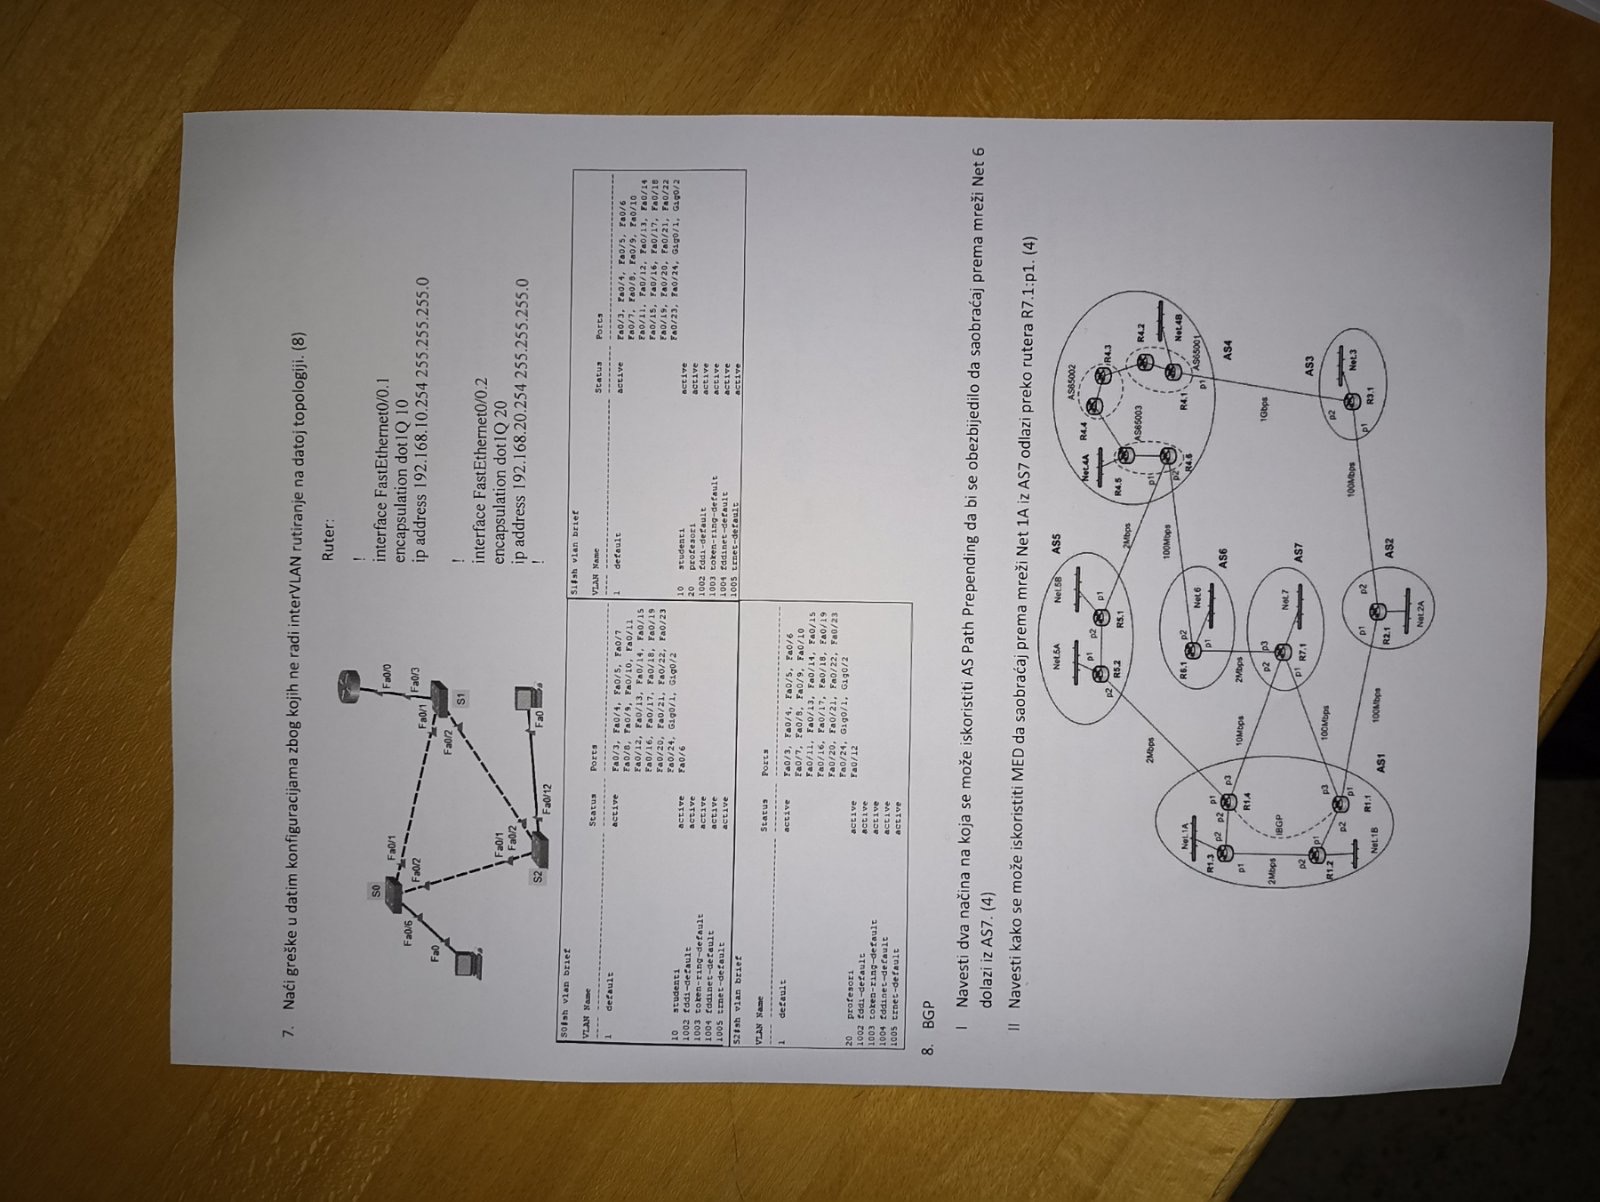 7. Naći greške u datim konfiguracijama zbog kojih ne radi interVLAN rutiranje na datoj topologiji. (8)
Ruter:
!
interface FastEthernet0/0.1
encapsulation dot1Q 10
ip address 192.168.10.254 255.255.255.0
!
interface FastEthernet0/0.2
encapsulation dot1Q 20
ip address 192.168.20.254 255.255.255.0
!
S0
Fa0/1
Fa0/6
Fa0/2
Fa0
Fa0/0
Fa0/3
Fa0/1
Fa0/2
S1
Fa0/1
Fa0/2
S2
Fa0/12
Fa0
S0#sh vlan brief
VLAN Name Status Ports
1 default active Fa0/3, Fa0/4, Fa0/5, Fa0/7
Fa0/8, Fa0/9, Fa0/10, Fa0/11
Fa0/12, Fa0/13, Fa0/14, Fa0/15
Fa0/16, Fa0/17, Fa0/18, Fa0/19
Fa0/20, Fa0/21, Fa0/22, Fa0/23
Fa0/24, Gig0/1, Gig0/2
10 studenti active Fa0/6
1002 fddi-default active
1003 token-ring-default active
1004 fddinet-default active
1005 trnet-default active
S1#sh vlan brief
VLAN Name Status Ports
1 default active Fa0/3, Fa0/4, Fa0/5, Fa0/6
Fa0/7, Fa0/8, Fa0/9, Fa0/10
Fa0/11, Fa0/12, Fa0/13, Fa0/14
Fa0/15, Fa0/16, Fa0/17, Fa0/18
Fa0/19, Fa0/20, Fa0/21, Fa0/22
Fa0/23, Fa0/24, Gig0/1, Gig0/2
10 studenti active
20 profesori active
1002 fddi-default active
1003 token-ring-default active
1004 fddinet-default active
1005 trnet-default active
S2#sh vlan brief
VLAN Name Status Ports
1 default active Fa0/3, Fa0/4, Fa0/5, Fa0/6
Fa0/7, Fa0/8, Fa0/9, Fa0/10
Fa0/11, Fa0/13, Fa0/14, Fa0/15
Fa0/16, Fa0/17, Fa0/18, Fa0/19
Fa0/20, Fa0/21, Fa0/22, Fa0/23
Fa0/24, Gig0/1, Gig0/2
20 profesori active Fa0/12
1002 fddi-default active
1003 token-ring-default active
1004 fddinet-default active
1005 trnet-default active
8. BGP
I Navesti dva načina na koja se može iskoristiti AS Path Prepending da bi se obezbijedilo da saobraćaj prema mreži Net 6
dolazi iz AS7. (4)
II Navesti kako se može iskoristiti MED da saobraćaj prema mreži Net 1A iz AS7 odlazi preko rutera R7.1:p1. (4)
Net.5A
Net.5B
AS5
p1
p2
p1
p2
R5.2
R5.1
2Mbps
2Mbps
AS65002
R4.4
Net.4A
R4.3
R4.5
AS65003
R4.2
p1
p2
R4.6
R4.1
Net.4B
AS65001
p1
AS4
100Mbps
R6.1
p2
p1
Net.6
AS6
Net.1A
R1.3
p2
p2
p1
p3
p1
R1.4
10Mbps
2Mbps
2Mbps
IBGP
p2
p3
p1
R7.1
Net.7
AS7
1Gbps
p2
p1
R1.2
p3
p2
p1
R1.1
Net.1B
AS1
100Mbps
100Mbps
p1
p2
R2.1
AS2
Net.2A
100Mbps
AS3
p2
p1
R3.1
Net.3